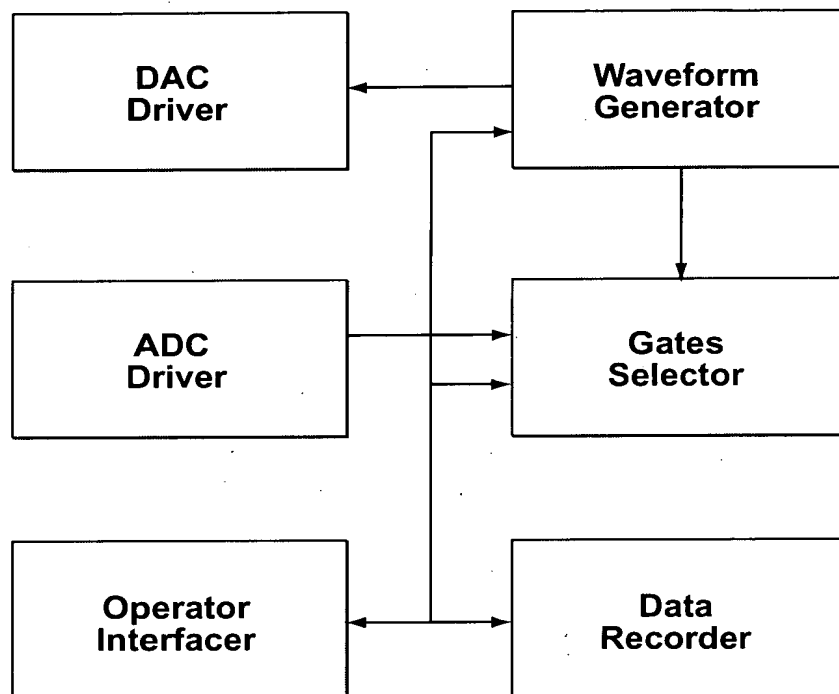 DAC
Driver
Waveform
Generator
ADC
Driver
Gates
Selector
Operator
Interfacer
Data
Recorder